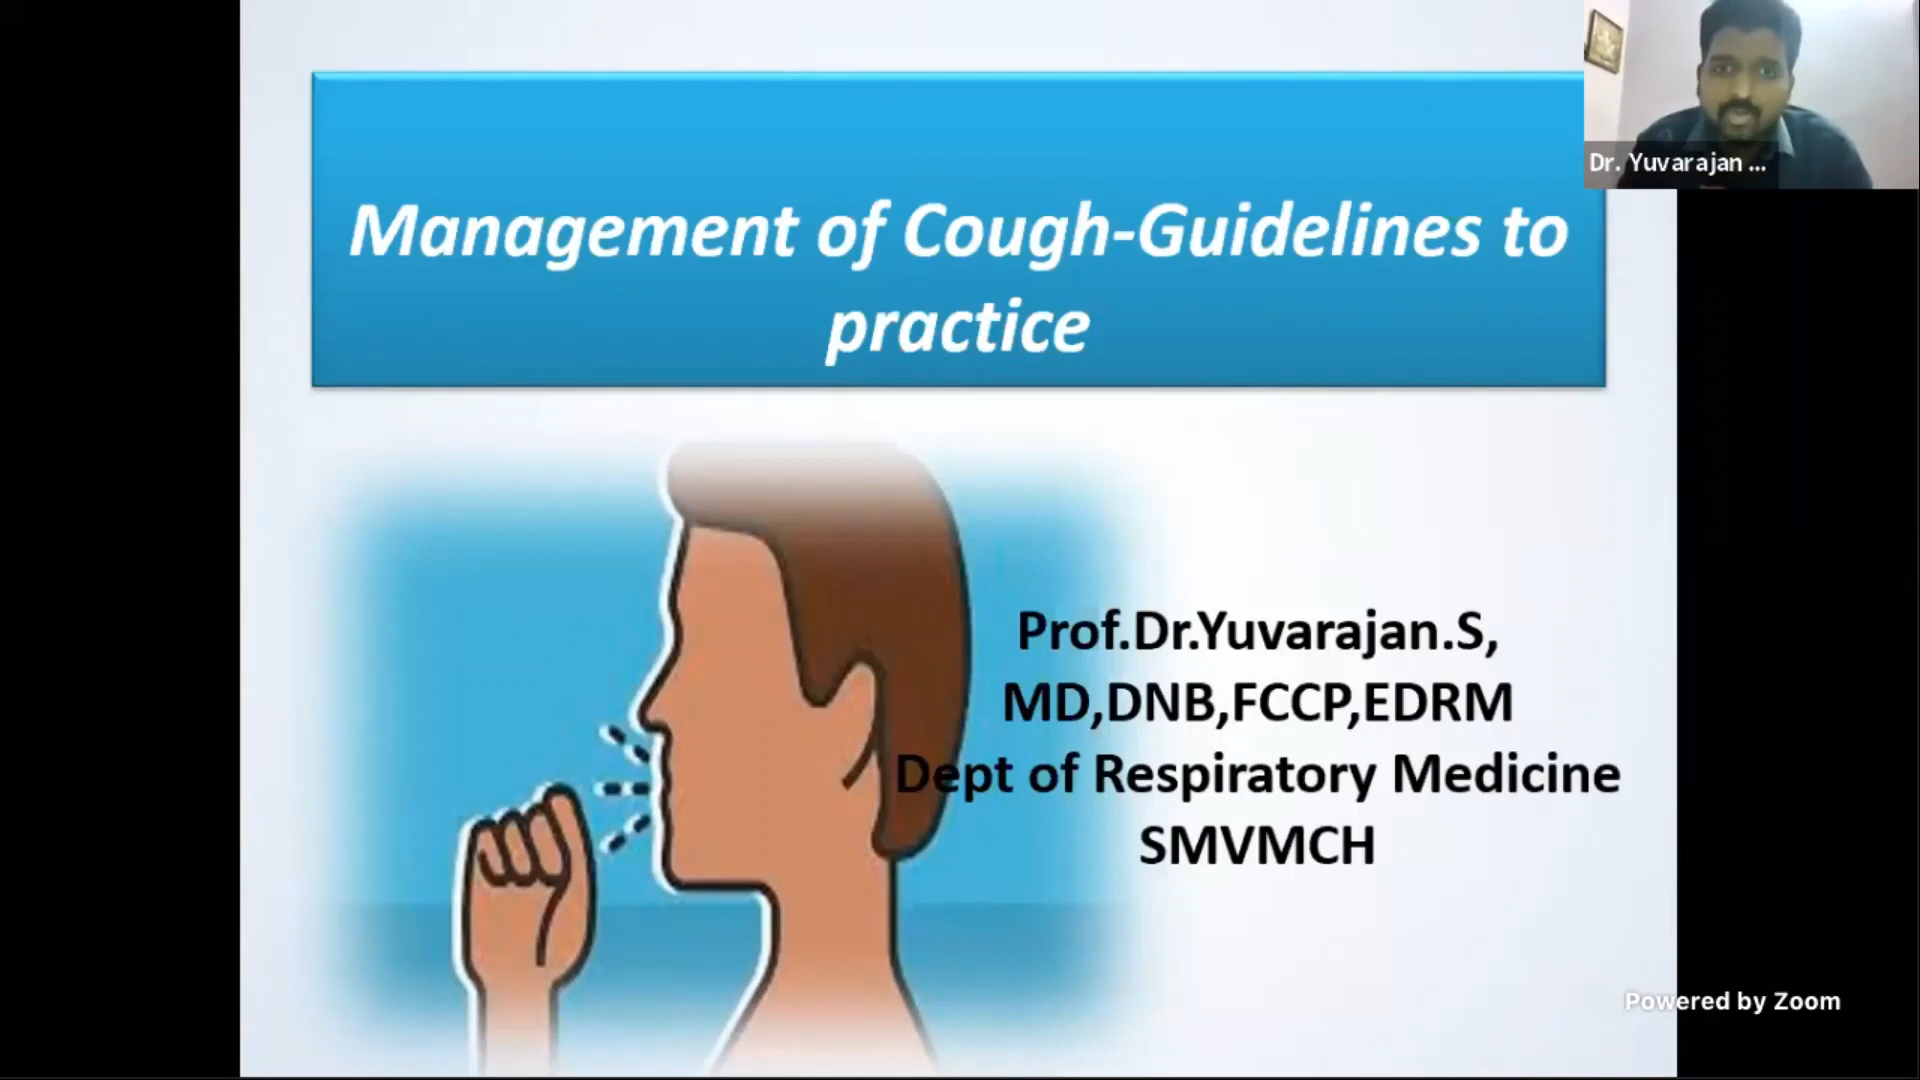 Management of Cough-Guidelines to
practice
Dr. Yuvarajan ...
Prof.Dr.Yuvarajan.S,
MD,DNB,FCCP,EDRM
Dept of Respiratory Medicine
SMVMCH
Powered by Zoom